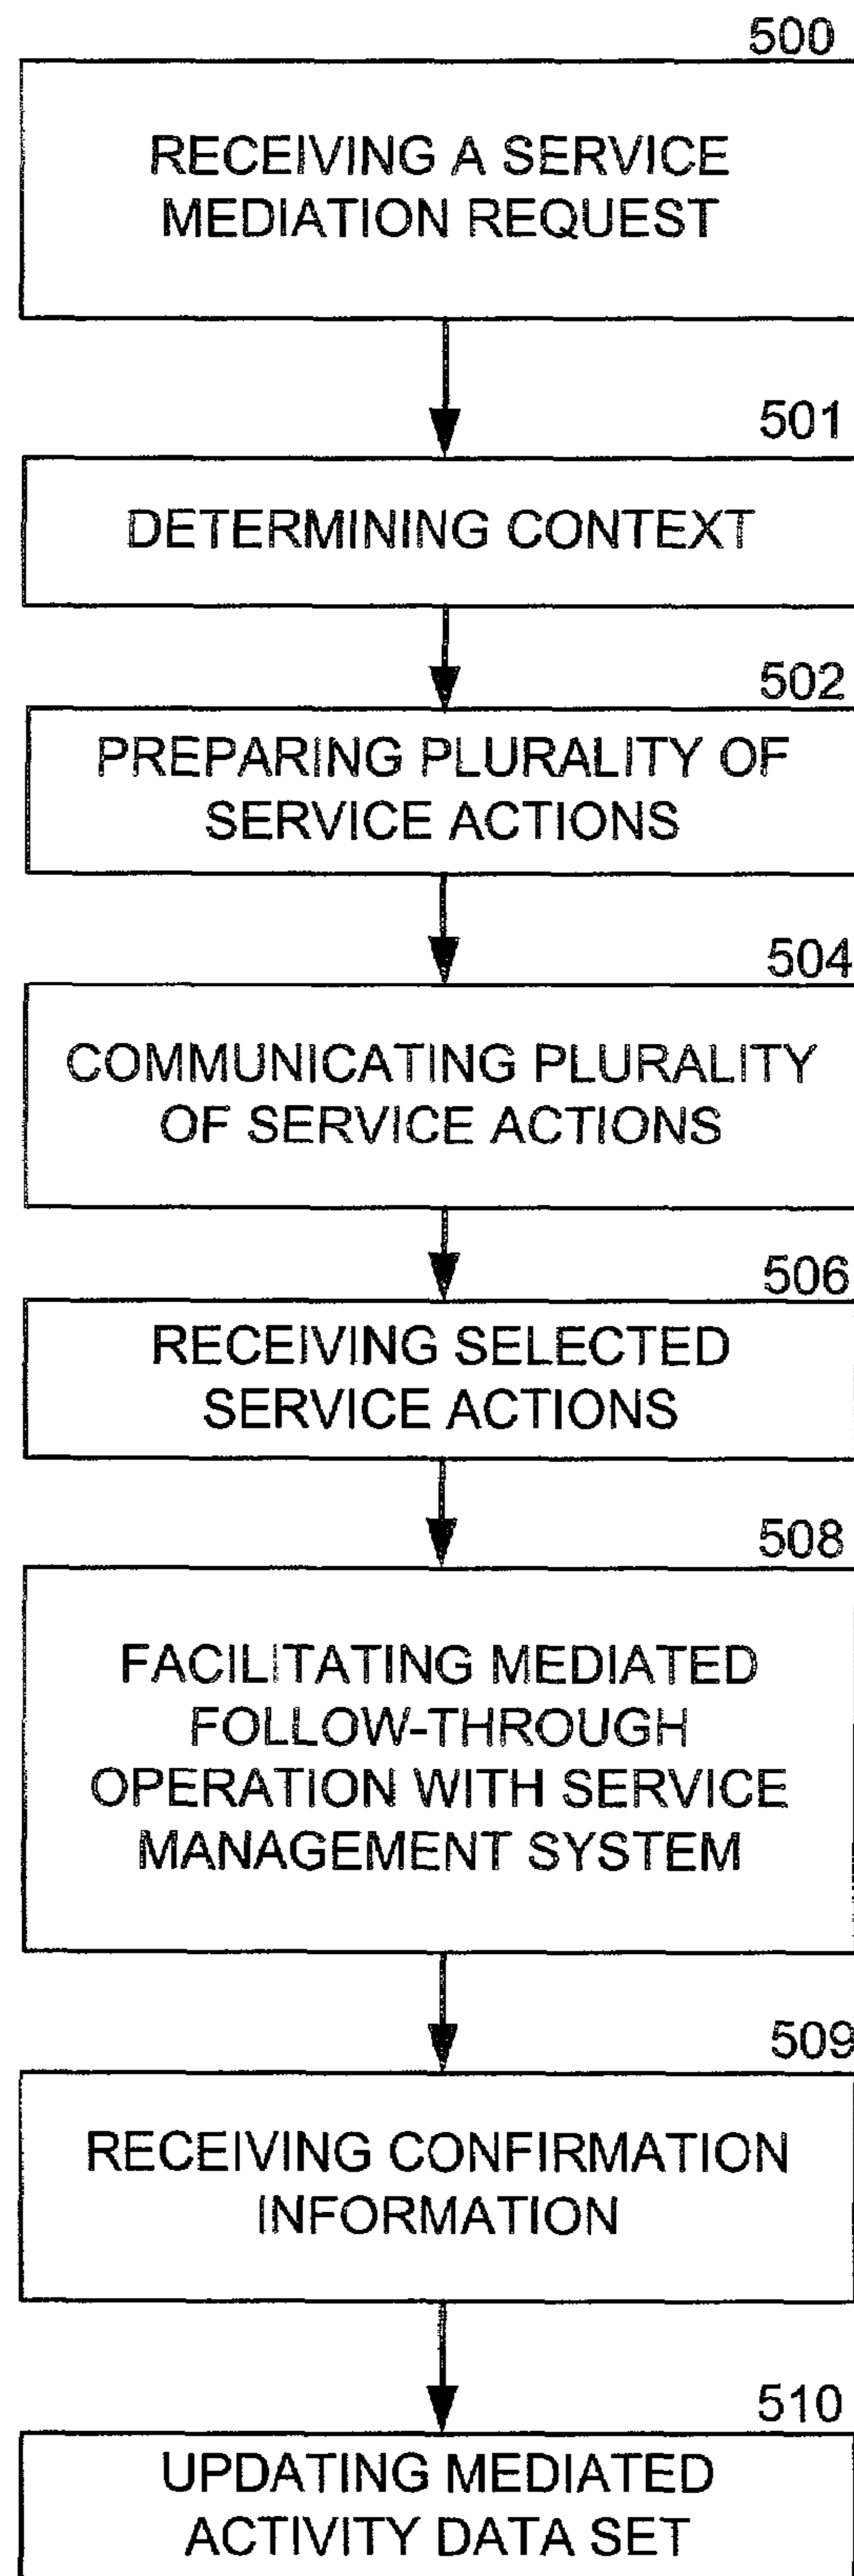 500
RECEIVING A SERVICE
MEDIATION REQUEST
501
DETERMINING CONTEXT
502
PREPARING PLURALITY OF
SERVICE ACTIONS
504
COMMUNICATING PLURALITY
OF SERVICE ACTIONS
506
RECEIVING SELECTED
SERVICE ACTIONS
508
FACILITATING MEDIATED
FOLLOW-THROUGH
OPERATION WITH SERVICE
MANAGEMENT SYSTEM
509
RECEIVING CONFIRMATION
INFORMATION
510
UPDATING MEDIATED
ACTIVITY DATA SET